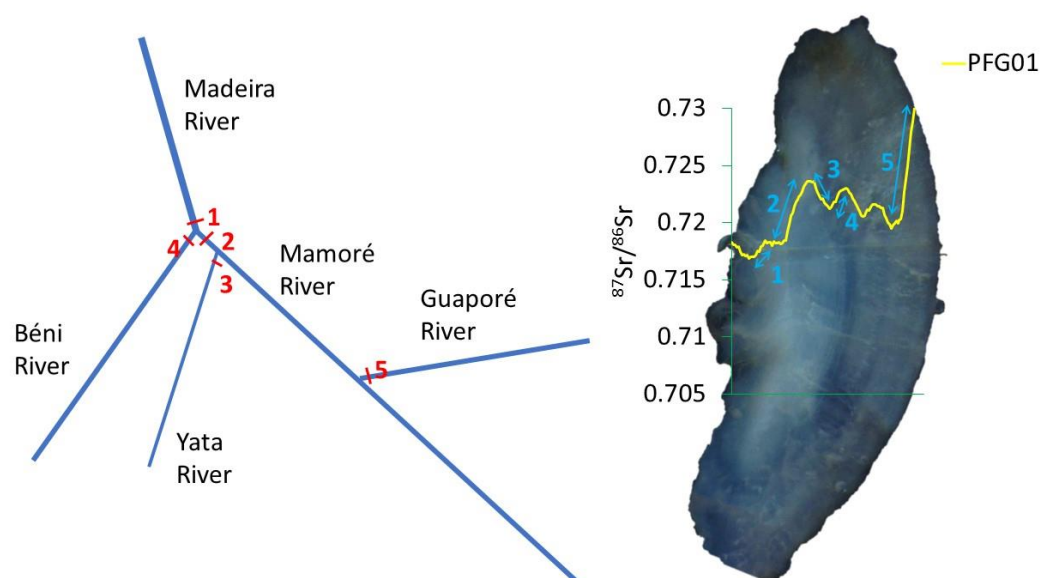 Madeira
River
1
4
2
3
Mamoré
River
Guaporé
River
5
Béni
River
Yata
River
PFG01
0.73
0.725
0.72
0.715
0.71
0.705
87Sr/86Sr
1
2
3
4
5